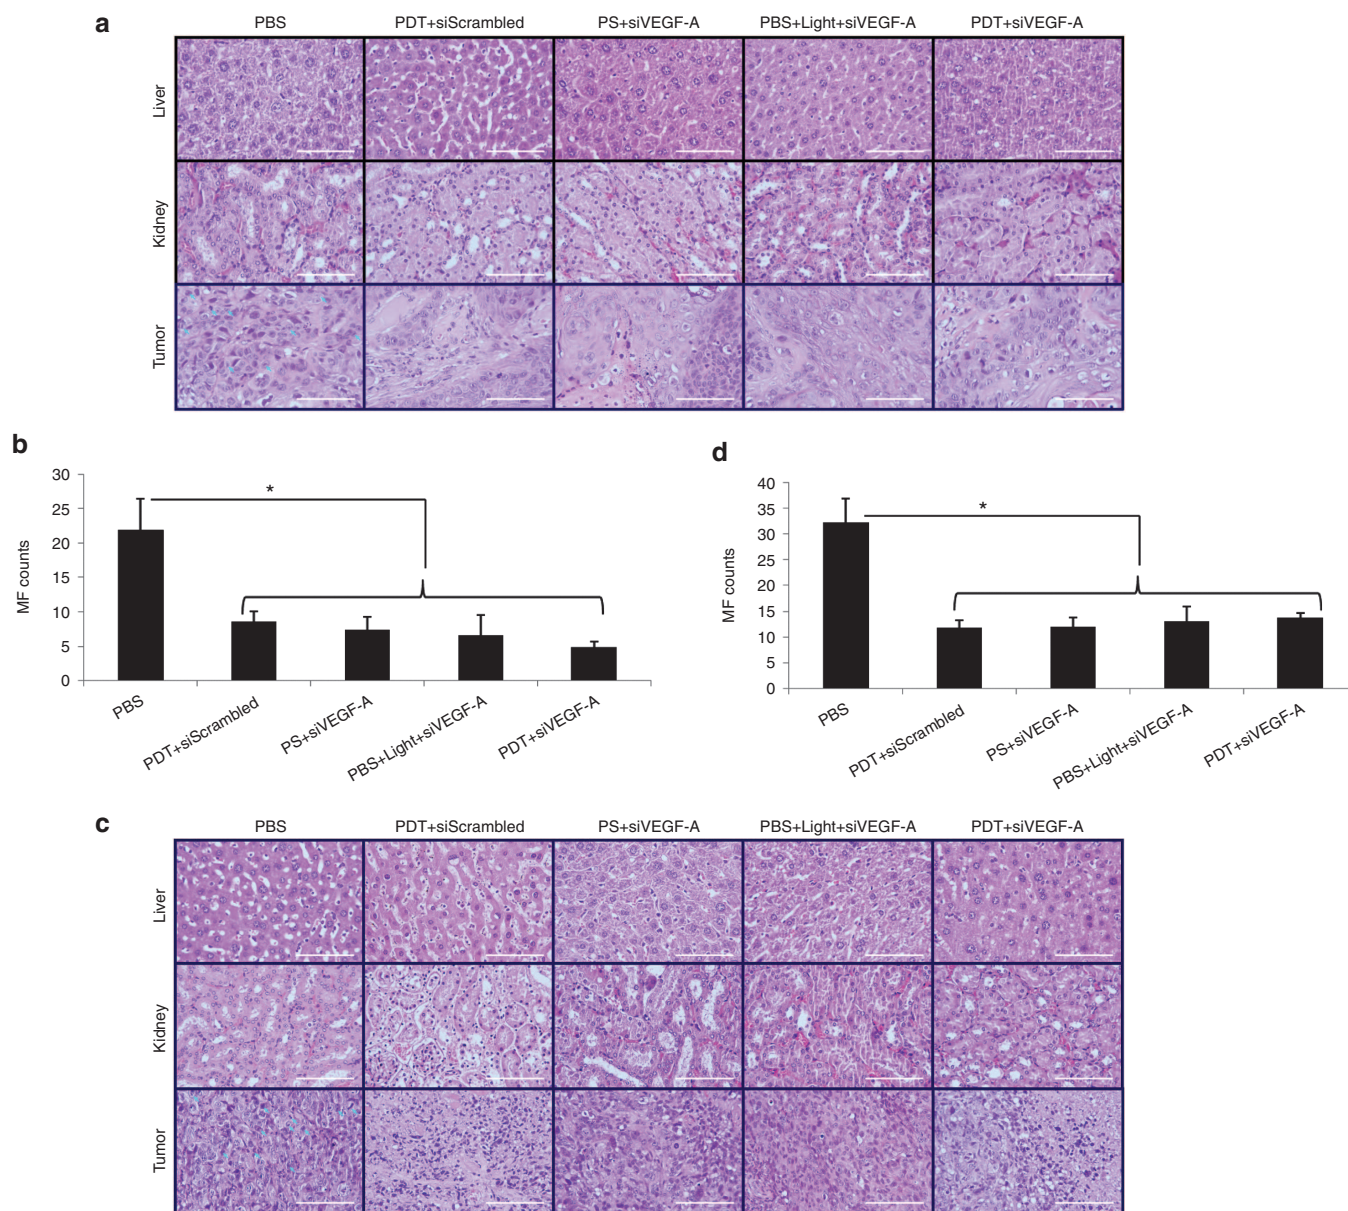 a
PBS PDT+siScrambled PS+siVEGF-A PBS+Light+siVEGF-A PDT+siVEGF-A
Liver
Kidney
Tumor
b
MF counts
30
25
20
15
10
5
0
*
PBS
PDT+siScrambled
PS+siVEGF-A
PBS+Light+siVEGF-A
PDT+siVEGF-A
d
MF counts
40
35
30
25
20
15
10
5
0
*
PBS
PDT+siScrambled
PS+siVEGF-A
PBS+Light+siVEGF-A
PDT+siVEGF-A
c
PBS PDT+siScrambled PS+siVEGF-A PBS+Light+siVEGF-A PDT+siVEGF-A
Liver
Kidney
Tumor